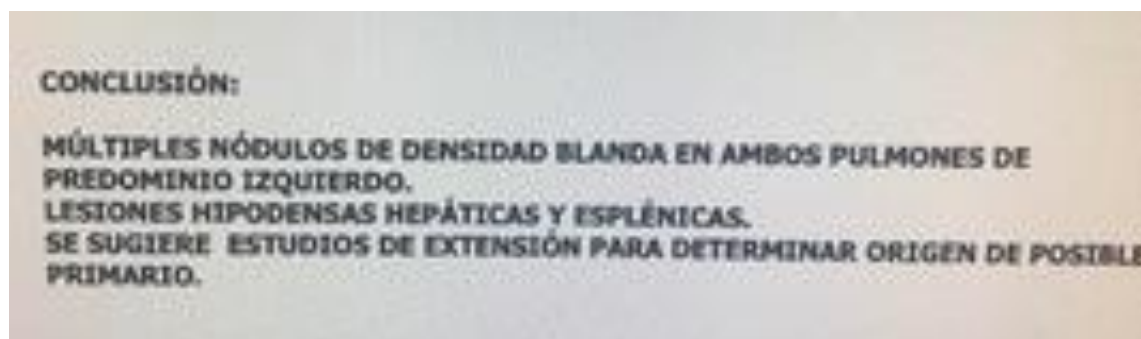 CONCLUSIÓN:
MÚLTIPLES NÓDULOS DE DENSIDAD BLANDA EN AMBOS PULMONES DE
PREDOMINIO IZQUIERDO.
LESIONES HIPODENSAS HEPÁTICAS Y ESPLÉNICAS.
SE SUGIERE ESTUDIOS DE EXTENSIÓN PARA DETERMINAR ORIGEN DE POSIBLE
PRIMARIO.